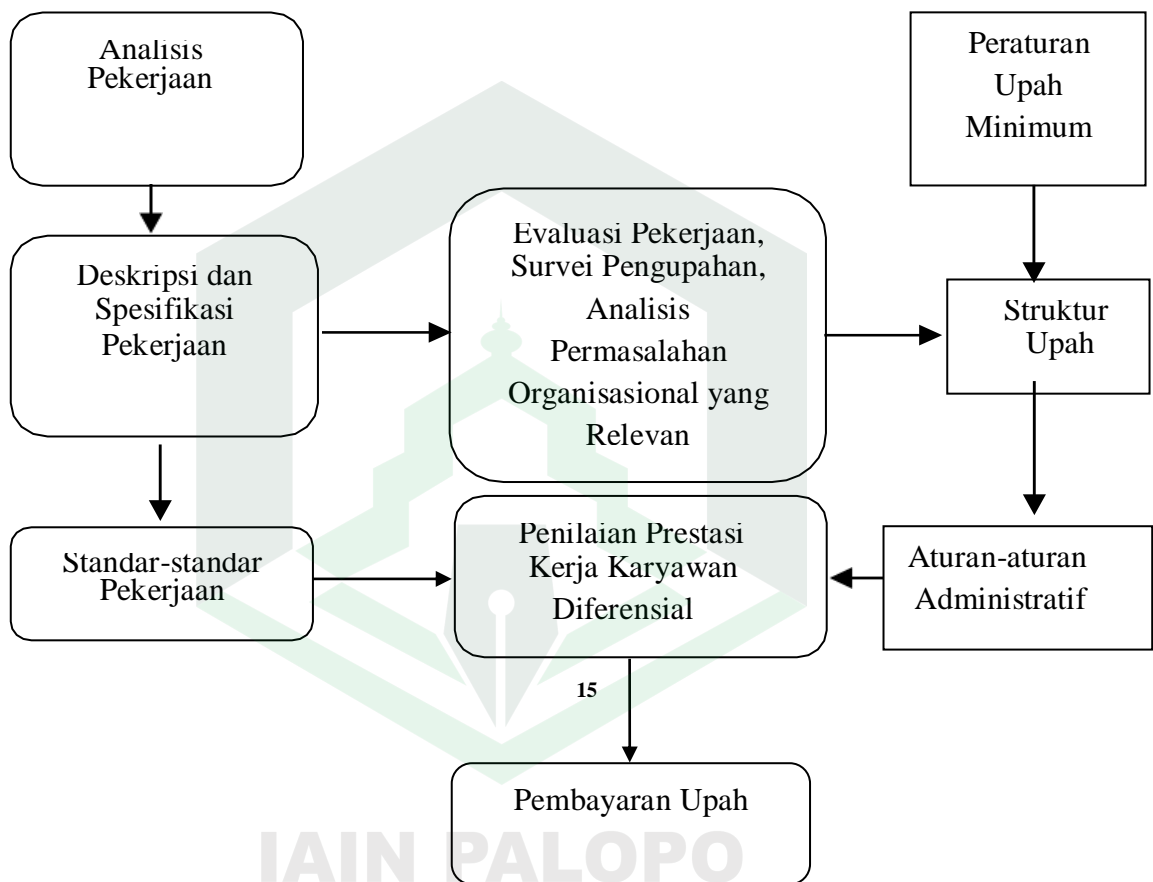 Analisis
Pekerjaan
Peraturan
Upah
Minimum
Deskripsi dan
Spesifikasi
Pekerjaan
Evaluasi Pekerjaan,
Survei Pengupahan,
Analisis
Permasalahan
Organisasional yang
Relevan
Struktur
Upah
Standar-standar
Pekerjaan
Penilaian Prestasi
Kerja Karyawan
Diferensial
Aturan-aturan
Administratif
15
Pembayaran Upah
IAIN PALOPO